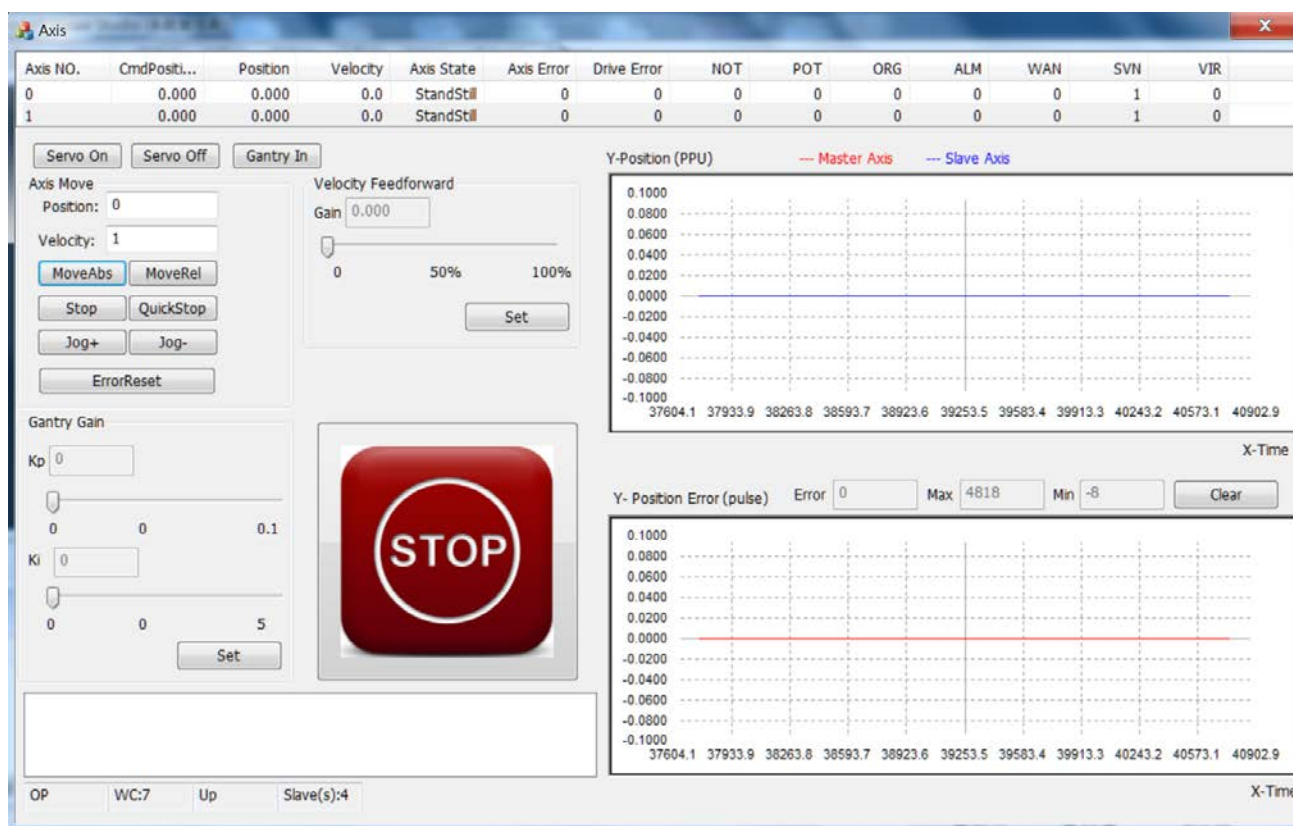 Axis
Axis NO. CmdPositi... Position Velocity Axis State Axis Error Drive Error NOT POT ORG ALM WAN SVN VIR
0 0.000 0.000 0.0 StandStill 0 0 0 0 0 0 0 1 0
1 0.000 0.000 0.0 StandStill 0 0 0 0 0 0 0 1 0
Servo On Servo Off Gantry In
Axis Move
Position: 0
Velocity: 1
MoveAbs MoveRel
Stop QuickStop
Jog+ Jog-
ErrorReset
Velocity Feedforward
Gain 0.000
0 50% 100%
Set
Gantry Gain
Kp 0
0 0 0.1
Ki 0
0 0 5
Set
STOP
Y-Position (PPU) --- Master Axis --- Slave Axis
0.1000
0.0800
0.0600
0.0400
0.0200
0.0000
-0.0200
-0.0400
-0.0600
-0.0800
-0.1000
37604.1 37933.9 38263.8 38593.7 38923.6 39253.5 39583.4 39913.3 40243.2 40573.1 40902.9
X-Time
Y- Position Error (pulse) Error 0 Max 4818 Min -8 Clear
0.1000
0.0800
0.0600
0.0400
0.0200
0.0000
-0.0200
-0.0400
-0.0600
-0.0800
-0.1000
37604.1 37933.9 38263.8 38593.7 38923.6 39253.5 39583.4 39913.3 40243.2 40573.1 40902.9
X-Time
OP WC:7 Up Slave(s):4